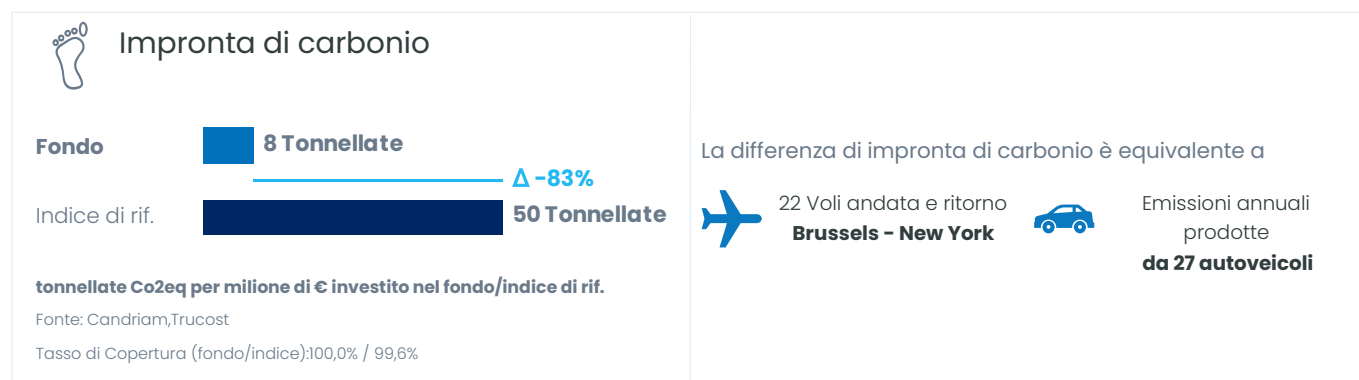 Impronta di carbonio
Fondo
8 Tonnellate
Δ -83%
Indice di rif.
50 Tonnellate
tonnellate Co2eq per milione di € investito nel fondo/indice di rif.
Fonte: Candriam,Trucost
Tasso di Copertura (fondo/indice):100,0% / 99,6%
La differenza di impronta di carbonio è equivalente a
22 Voli andata e ritorno
Brussels - New York
Emissioni annuali
prodotte
da 27 autoveicoli